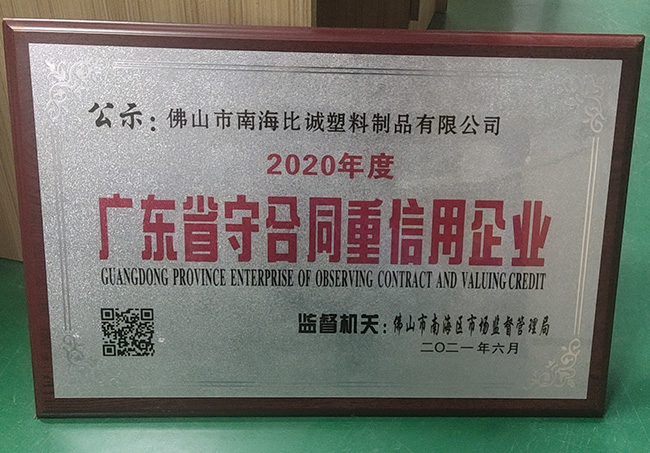 公示：佛山市南海比诚塑料制品有限公司
2020年度
广东省守合同重信用企业
GUANGDONG PROVINCE ENTERPRISE OF OBSERVING CONTRACT AND VALUING CREDIT
监督机关：佛山市南海区市场监督管理局
二〇二一年六月